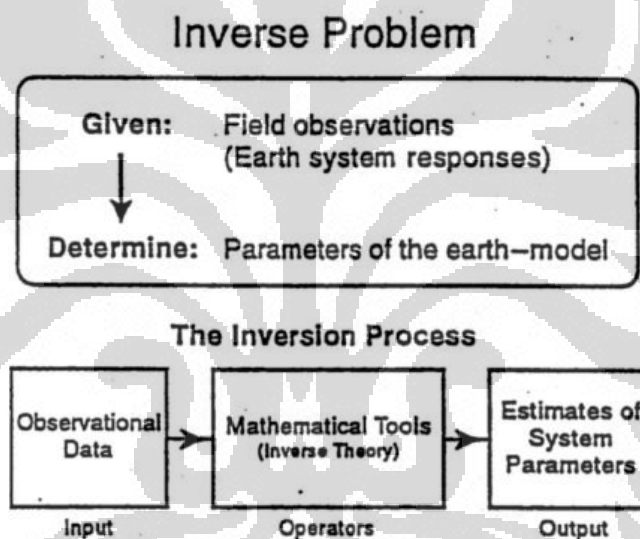 Inverse Problem
Given: Field observations
(Earth system responses)
Determine: Parameters of the earth–model
The Inversion Process
Observational
Data
Mathematical Tools
(Inverse Theory)
Estimates of
System
Parameters
Input
Operators
Output